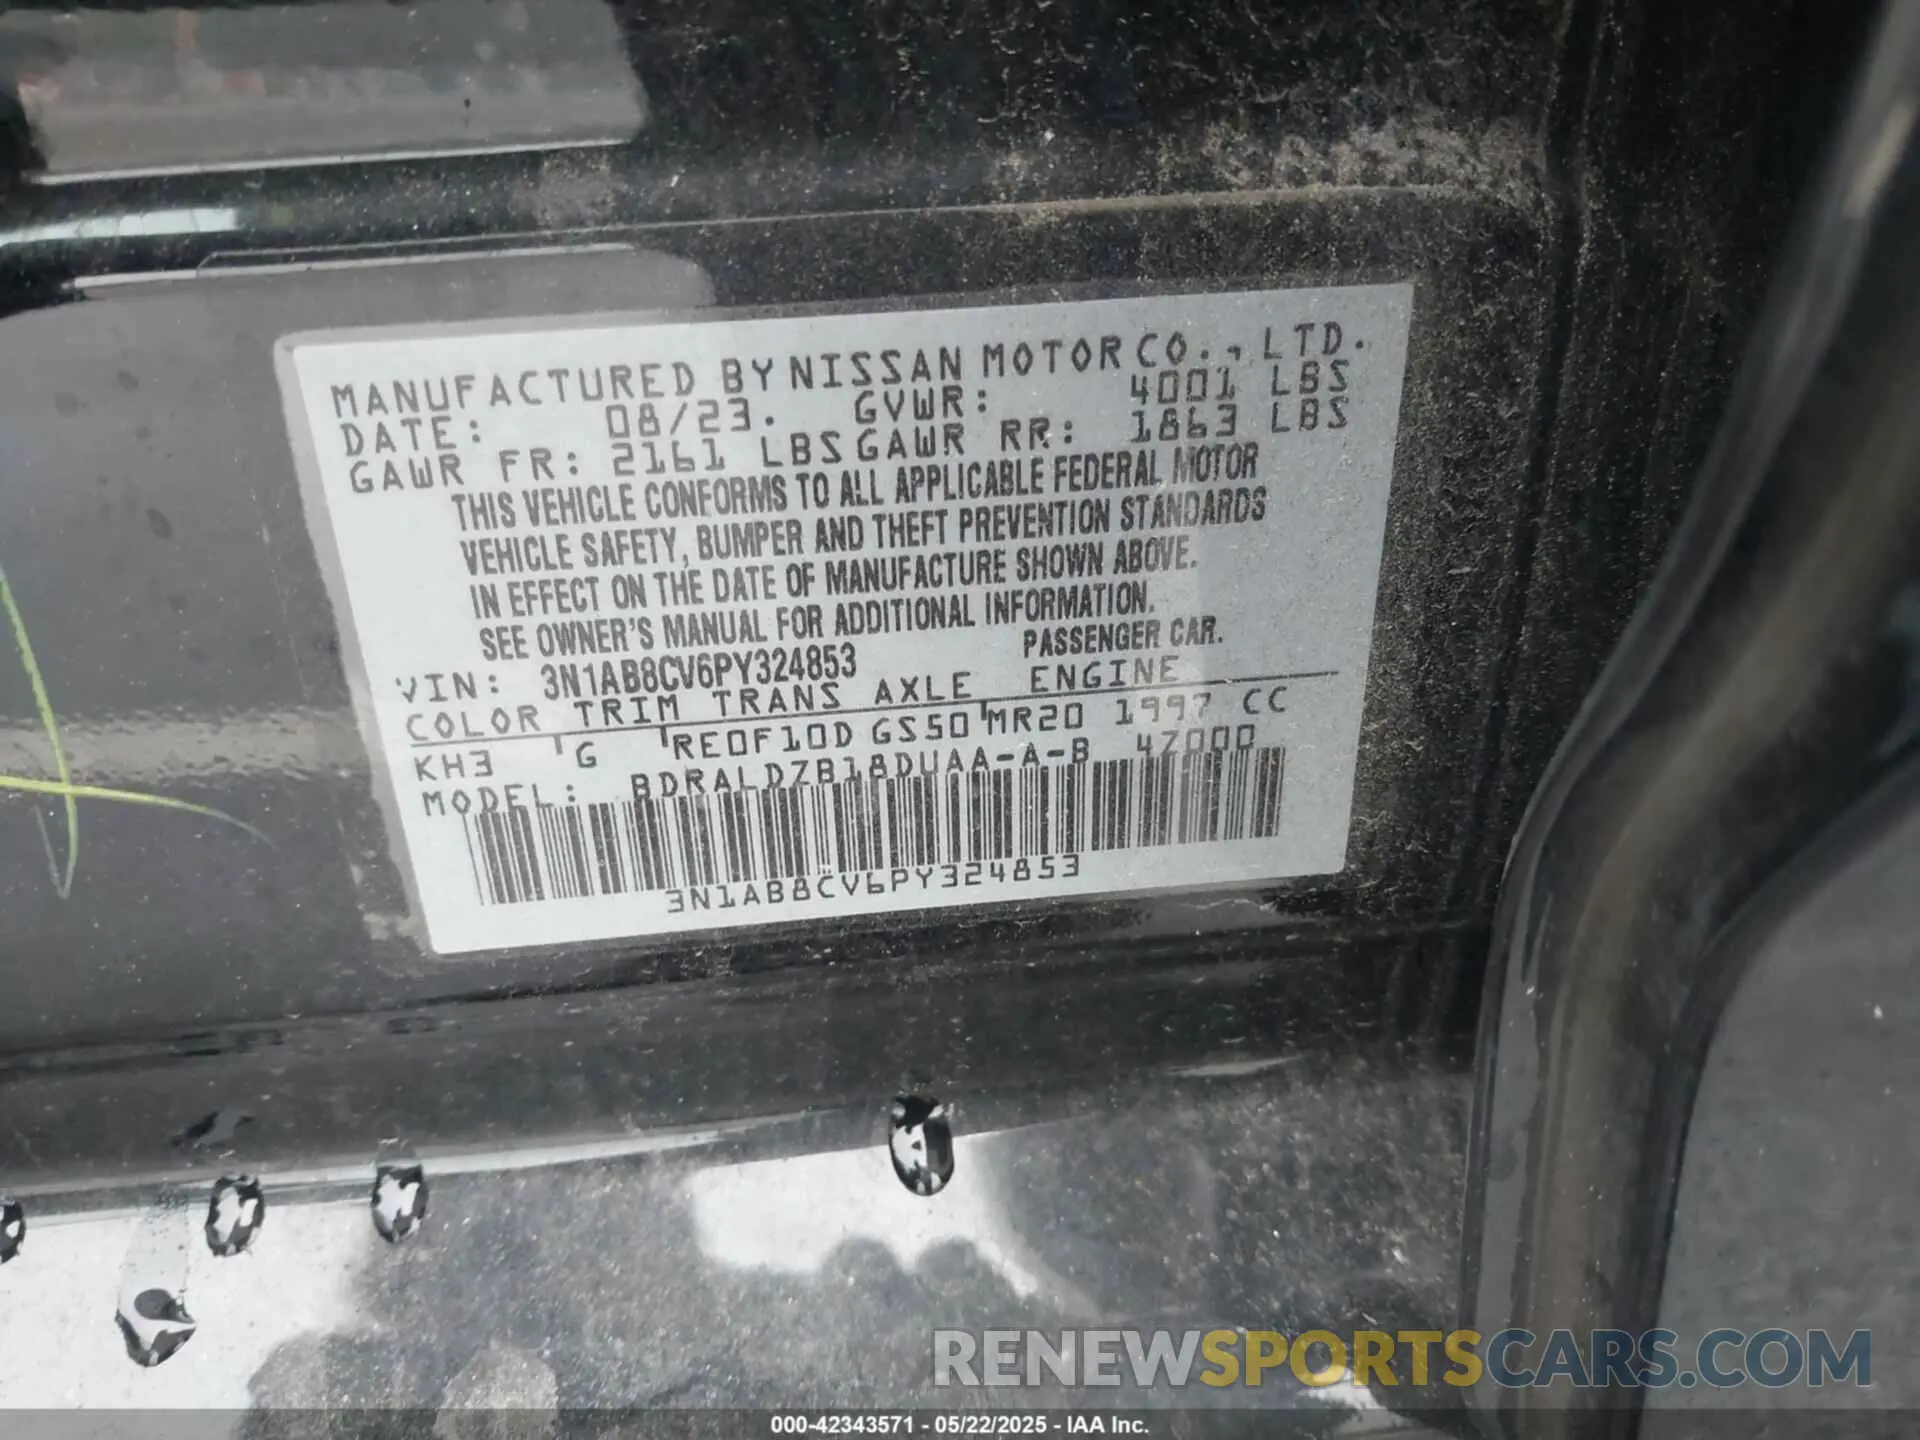 MANUFACTURED BY NISSAN MOTOR CO., LTD.
DATE: 08/23. GVWR: 4001 LBS
GAWR FR: 2161 LBS GAWR RR: 1863 LBS
THIS VEHICLE CONFORMS TO ALL APPLICABLE FEDERAL MOTOR
VEHICLE SAFETY, BUMPER AND THEFT PREVENTION STANDARDS
IN EFFECT ON THE DATE OF MANUFACTURE SHOWN ABOVE.
SEE OWNER'S MANUAL FOR ADDITIONAL INFORMATION.
VIN: 3N1AB8CV6PY324853 PASSENGER CAR.
COLOR TRIM TRANS AXLE ENGINE
KH3 G RE0F10D GS50 MR20 1997 CC
MODEL: BDRALDZB18DUAA-A-B 4Z000
3N1AB8CV6PY324853
RENEWSPORTSCARS.COM
000-42343571 - 05/22/2025 - IAA Inc.